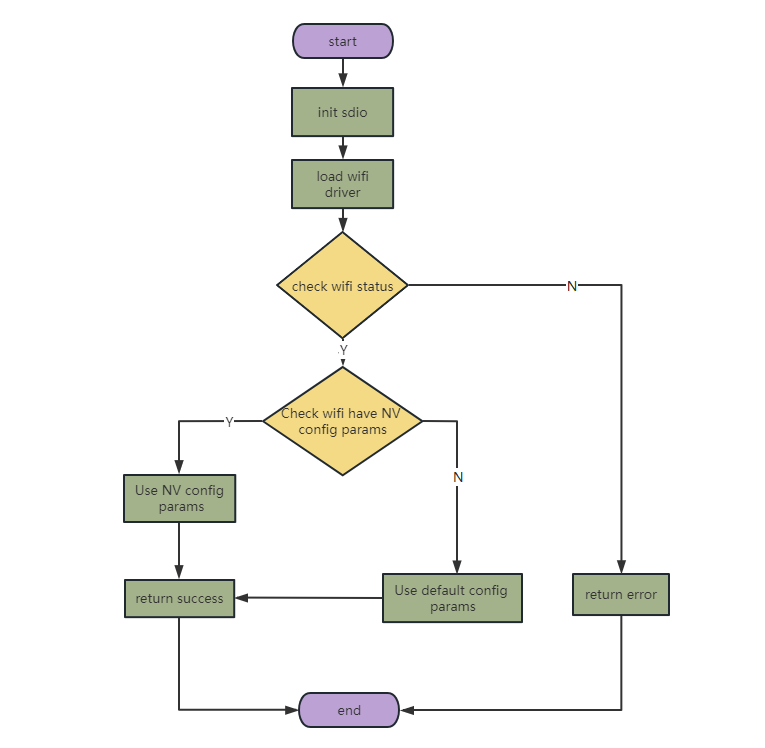 start
init sdio
load wifi
driver
check wifi status
N
Y
Check wifi have NV
config params
Y
N
Use NV config
params
return success
Use default config
params
return error
end